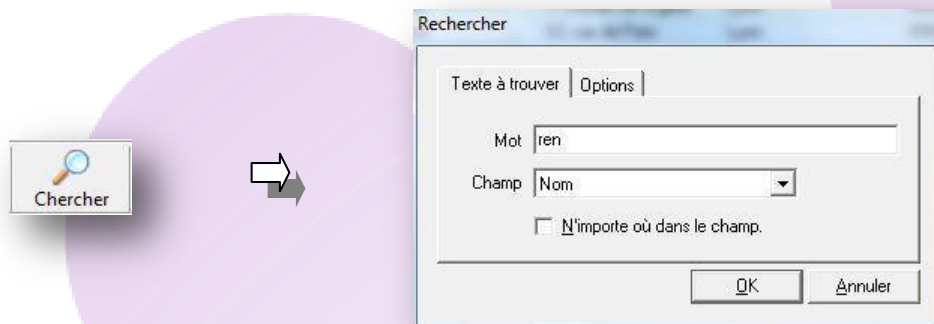 Rechercher
Texte à trouver Options
Mot ren
Champ Nom
N'importe où dans le champ.
OK Annuler
Chercher